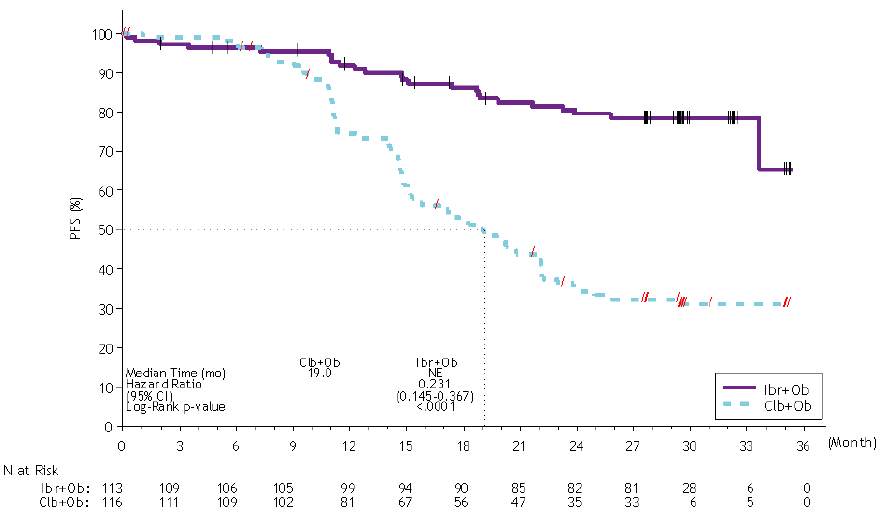 100
90
80
70
60
50
40
30
20
10
0
PFS (%)
Clb+Ob Ibr+Ob
Median Time (mo) 19.0 NE
Hazard Ratio 0.231
(95% CI) (0.145-0.367)
Log-Rank p-value <.0001
Ibr+Ob
Clb+Ob
0 3 6 9 12 15 18 21 24 27 30 33 36 (Month)
N at Risk
Ibr+Ob: 113 109 106 105 99 94 90 85 82 81 28 6 0
Clb+Ob: 116 111 109 102 81 67 56 47 35 33 6 5 0